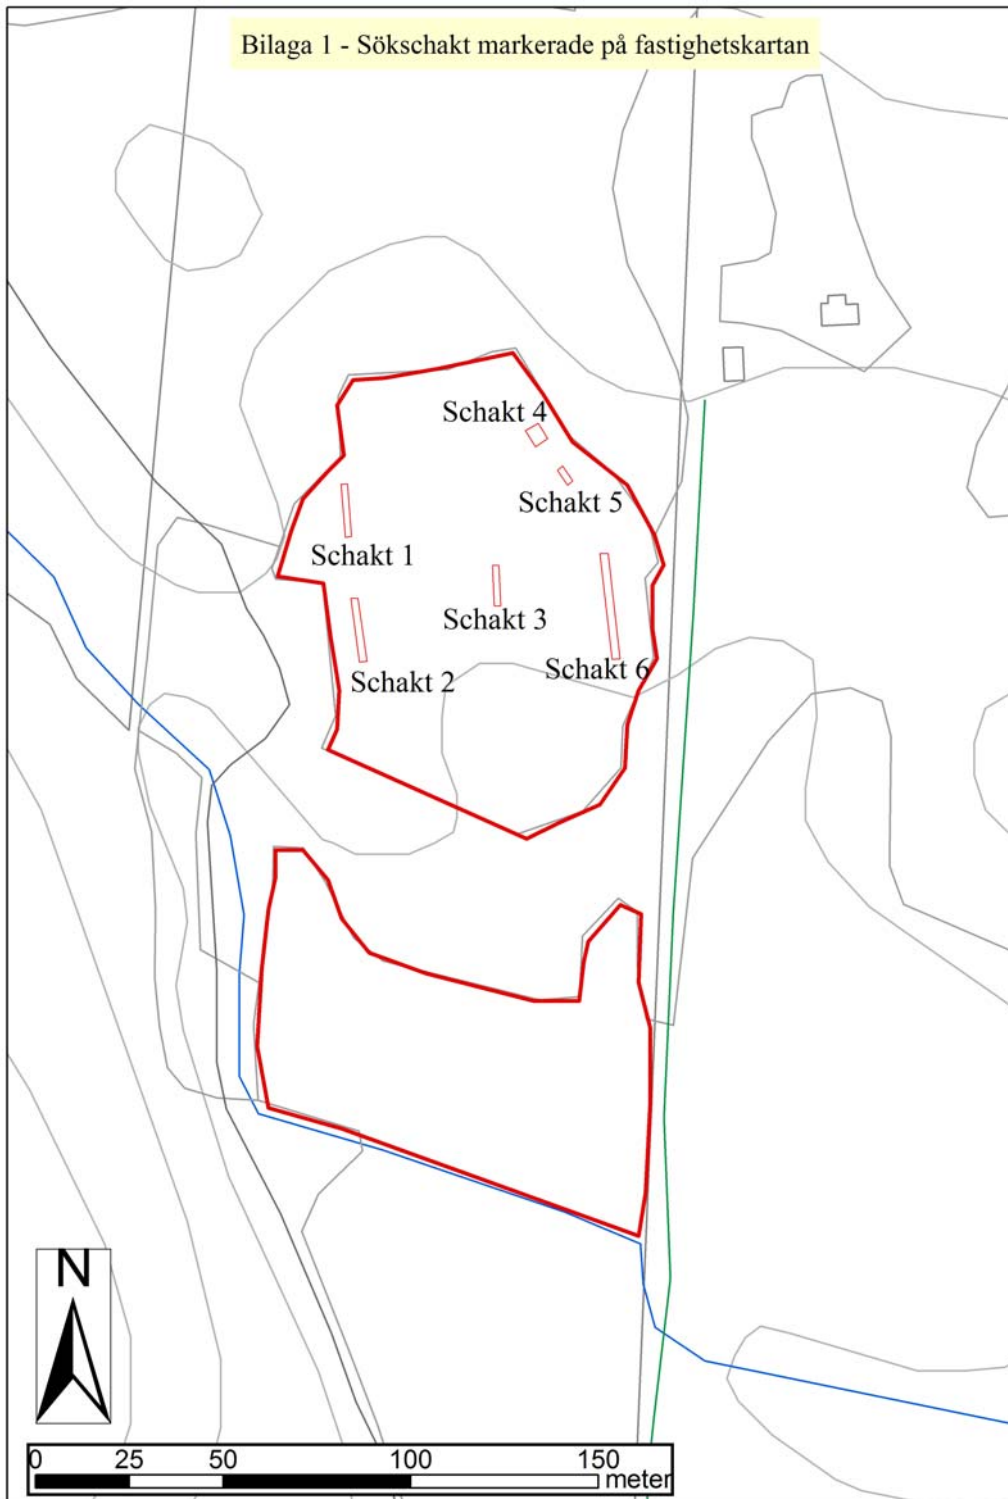 Bilaga 1 - Sökschakt markerade på fastighetskartan
Schakt 4
Schakt 5
Schakt 1
Schakt 3
Schakt 6
Schakt 2
N
0 25 50 100 150
meter